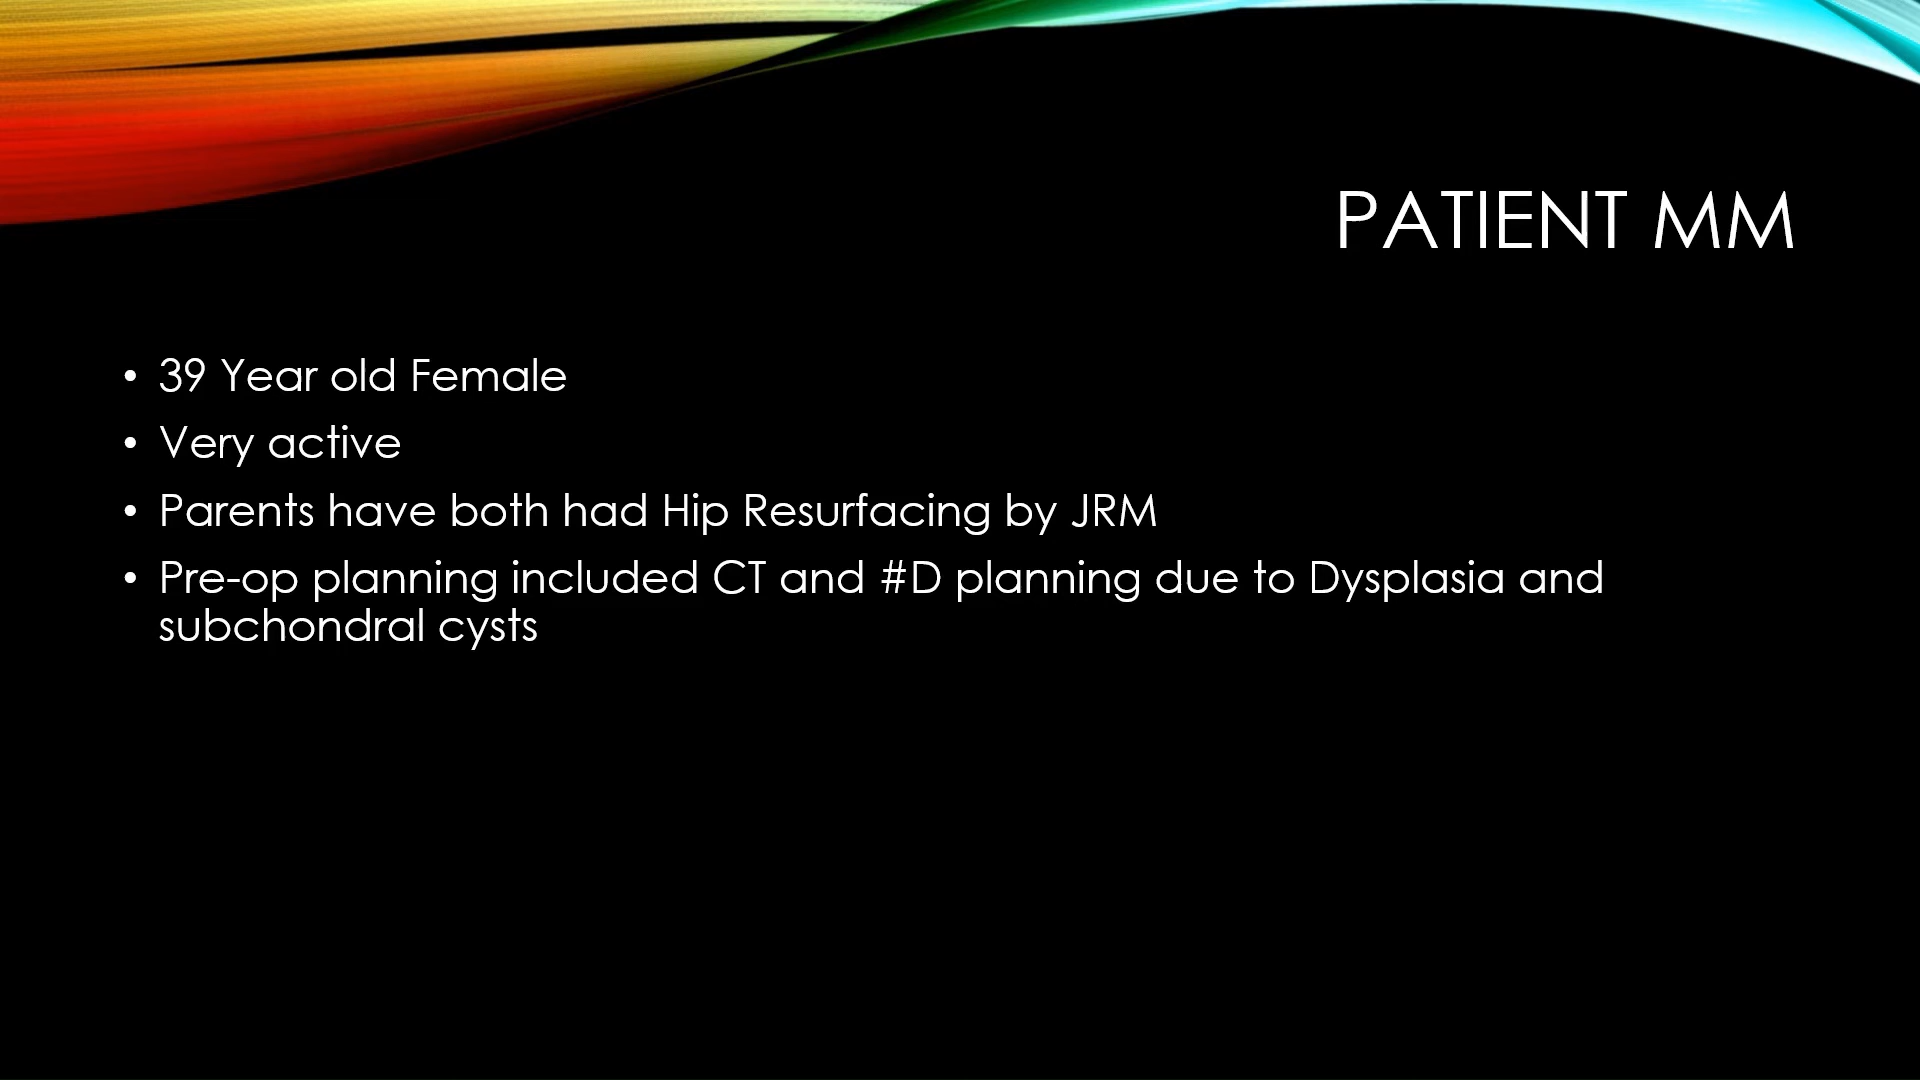 PATIENT MM
• 39 Year old Female
• Very active
• Parents have both had Hip Resurfacing by JRM
• Pre-op planning included CT and #D planning due to Dysplasia and
subchondral cysts